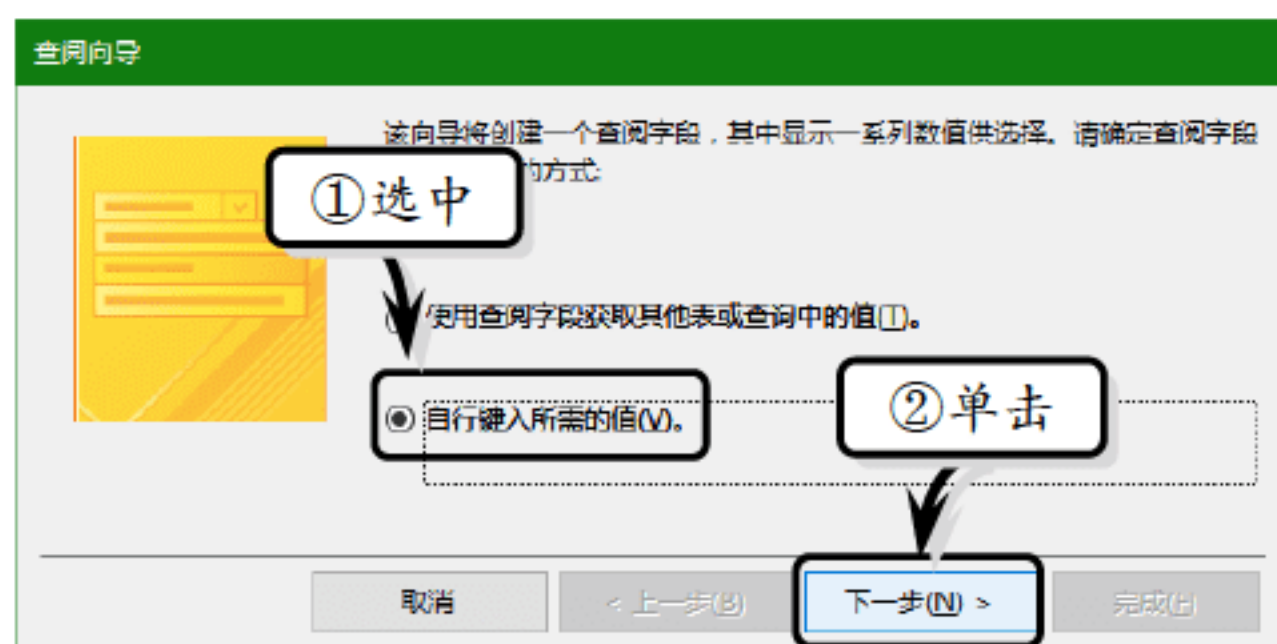 查阅向导
该向导将创建一个查阅字段，其中显示一系列数值供选择。请确定查阅字段
的方式:
①选中
使用查阅字段获取其他表或查询中的值(T)。
自行键入所需的值(V)。
②单击
取消
< 上一步(B)
下一步(N) >
完成(F)